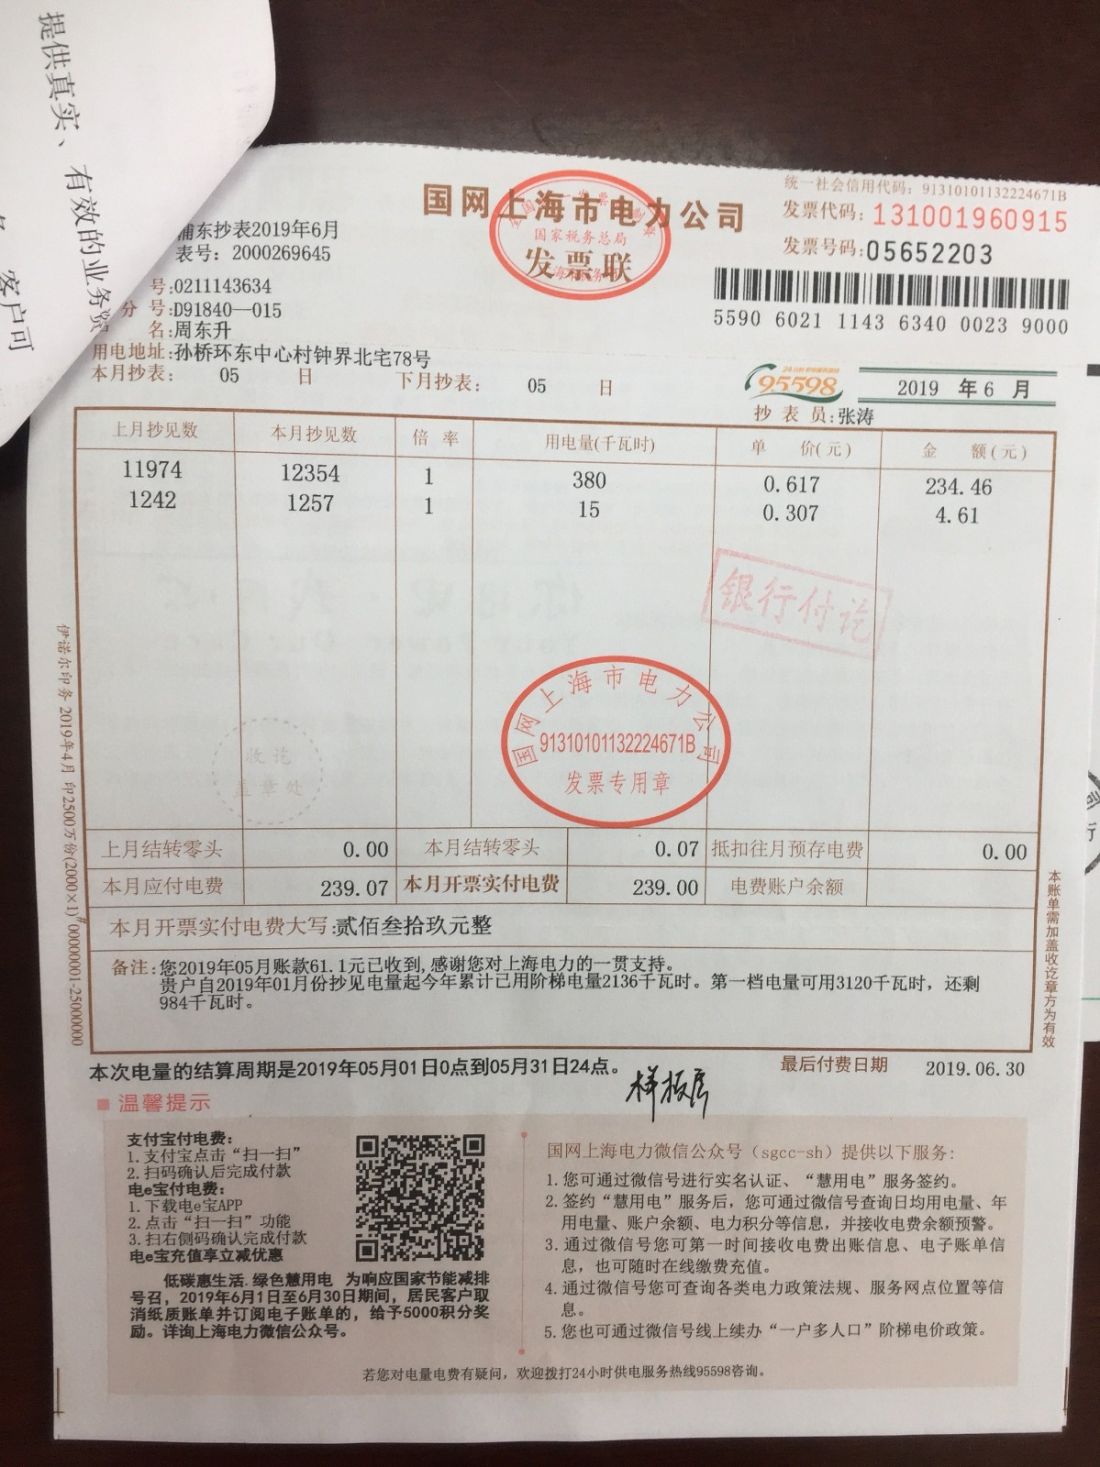 提供真实、有效的业务资
客户可
国网上海市电力公司
国家税务总局
发票联
统一社会信用代码：91310101132224671B
发票代码：131001960915
发票号码：05652203
5590 6021 1143 6340 0023 9000
浦东抄表2019年6月
表号：2000269645
号:0211143634
分 号:D91840—015
名:周东升
用电地址:孙桥环东中心村钟界北宅78号
本月抄表： 05 日 下月抄表： 05 日
95598
2019 年 6 月
抄 表 员:张涛
上月抄见数 本月抄见数 倍 率 用电量(千瓦时) 单 价(元) 金 额(元)
11974 12354 1 380 0.617 234.46
1242 1257 1 15 0.307 4.61
银行付讫
国网上海市电力公司
91310101132224671B
发票专用章
收讫
盖章处
上月结转零头 0.00 本月结转零头 0.07 抵扣往月预存电费 0.00
本月应付电费 239.07 本月开票实付电费 239.00 电费账户余额
本月开票实付电费大写:贰佰叁拾玖元整
备注:您2019年05月账款61.1元已收到,感谢您对上海电力的一贯支持。
贵户自2019年01月份抄见电量起今年累计已用阶梯电量2136千瓦时。第一档电量可用3120千瓦时，还剩
984千瓦时。
伊诺尔印务 2019年4月 印2500万份(2000×1)#00000001-25000000
本账单需加盖收讫章方为有效
本次电量的结算周期是2019年05月01日0点到05月31日24点。
最后付费日期 2019.06.30
样板房
温馨提示
支付宝付电费：
1. 支付宝点击“扫一扫”
2. 扫码确认后完成付款
电e宝付电费：
1. 下载电e宝APP
2. 点击“扫一扫”功能
3. 扫右侧码确认完成付款
电e宝充值享立减优惠
低碳惠生活.绿色慧用电 为响应国家节能减排
号召，2019年6月1日至6月30日期间，居民客户取
消纸质账单并订阅电子账单的，给予5000积分奖
励。详询上海电力微信公众号。
国网上海电力微信公众号（sgcc-sh）提供以下服务:
1. 您可通过微信号进行实名认证、“慧用电”服务签约。
2. 签约“慧用电”服务后，您可通过微信号查询日均用电量、年
用电量、账户余额、电力积分等信息，并接收电费余额预警。
3. 通过微信号您可第一时间接收电费出账信息、电子账单信
息，也可随时在线缴费充值。
4. 通过微信号您可查询各类电力政策法规、服务网点位置等信
息。
5. 您也可通过微信号线上续办“一户多人口”阶梯电价政策。
若您对电量电费有疑问，欢迎拨打24小时供电服务热线95598咨询。